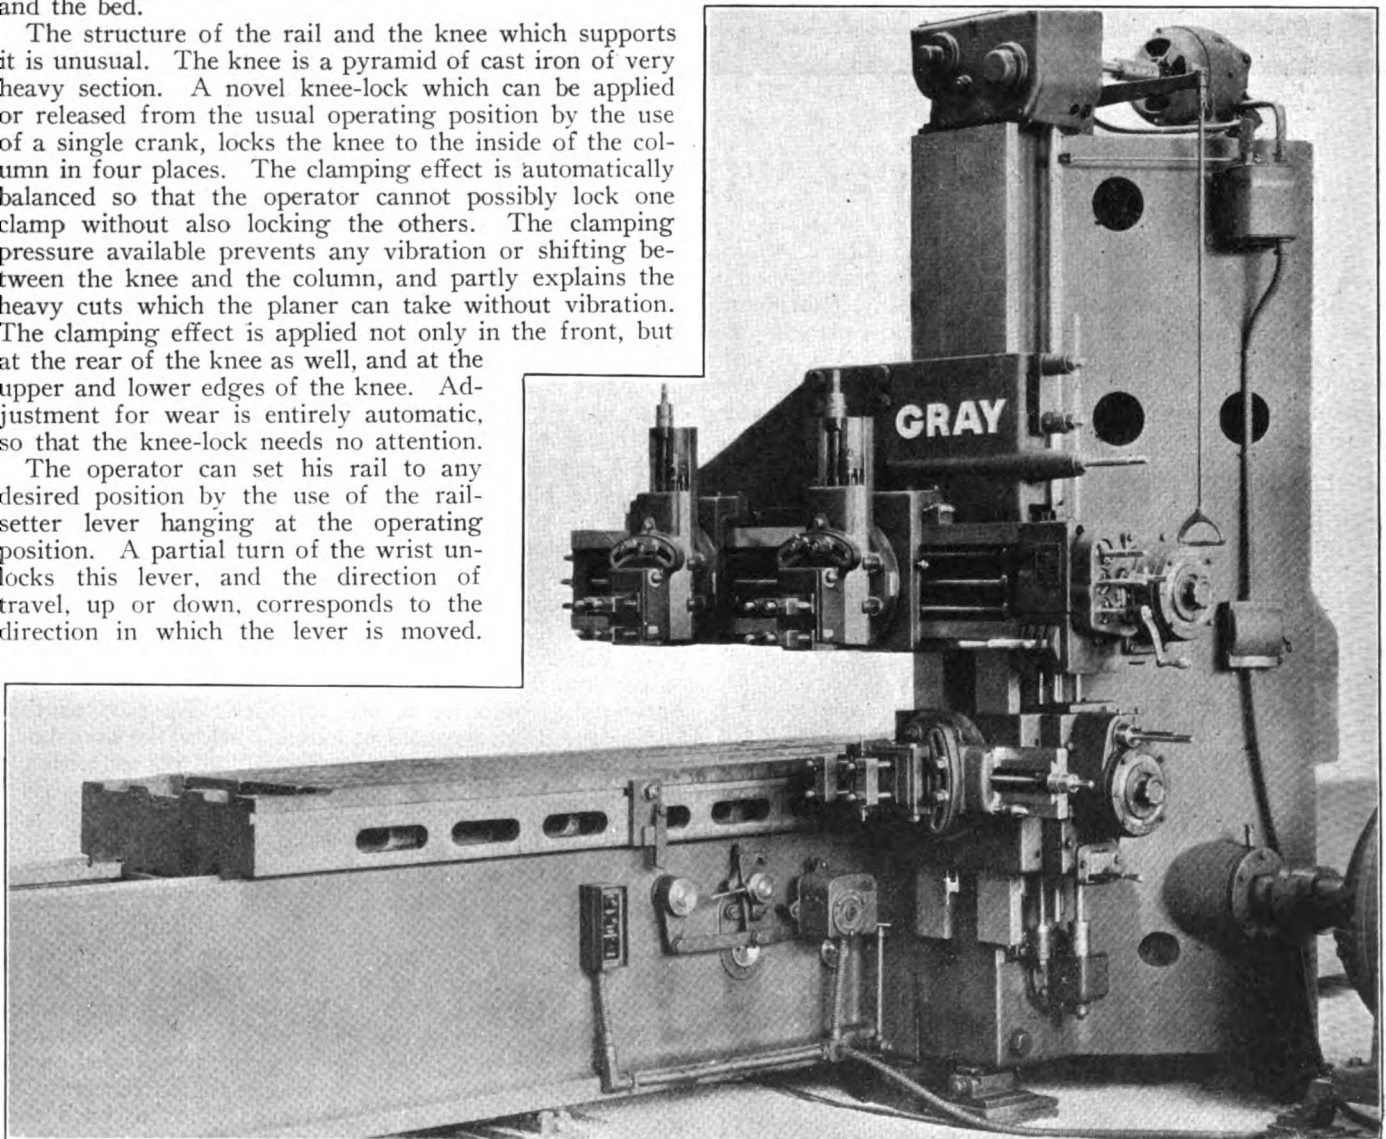 and the bed.
The structure of the rail and the knee which supports
it is unusual. The knee is a pyramid of cast iron of very
heavy section. A novel knee-lock which can be applied
or released from the usual operating position by the use
of a single crank, locks the knee to the inside of the col-
umn in four places. The clamping effect is automatically
balanced so that the operator cannot possibly lock one
clamp without also locking the others. The clamping
pressure available prevents any vibration or shifting be-
tween the knee and the column, and partly explains the
heavy cuts which the planer can take without vibration.
The clamping effect is applied not only in the front, but
at the rear of the knee as well, and at the
upper and lower edges of the knee. Ad-
justment for wear is entirely automatic,
so that the knee-lock needs no attention.
The operator can set his rail to any
desired position by the use of the rail-
setter lever hanging at the operating
position. A partial turn of the wrist un-
locks this lever, and the direction of
travel, up or down, corresponds to the
direction in which the lever is moved.
GRAY